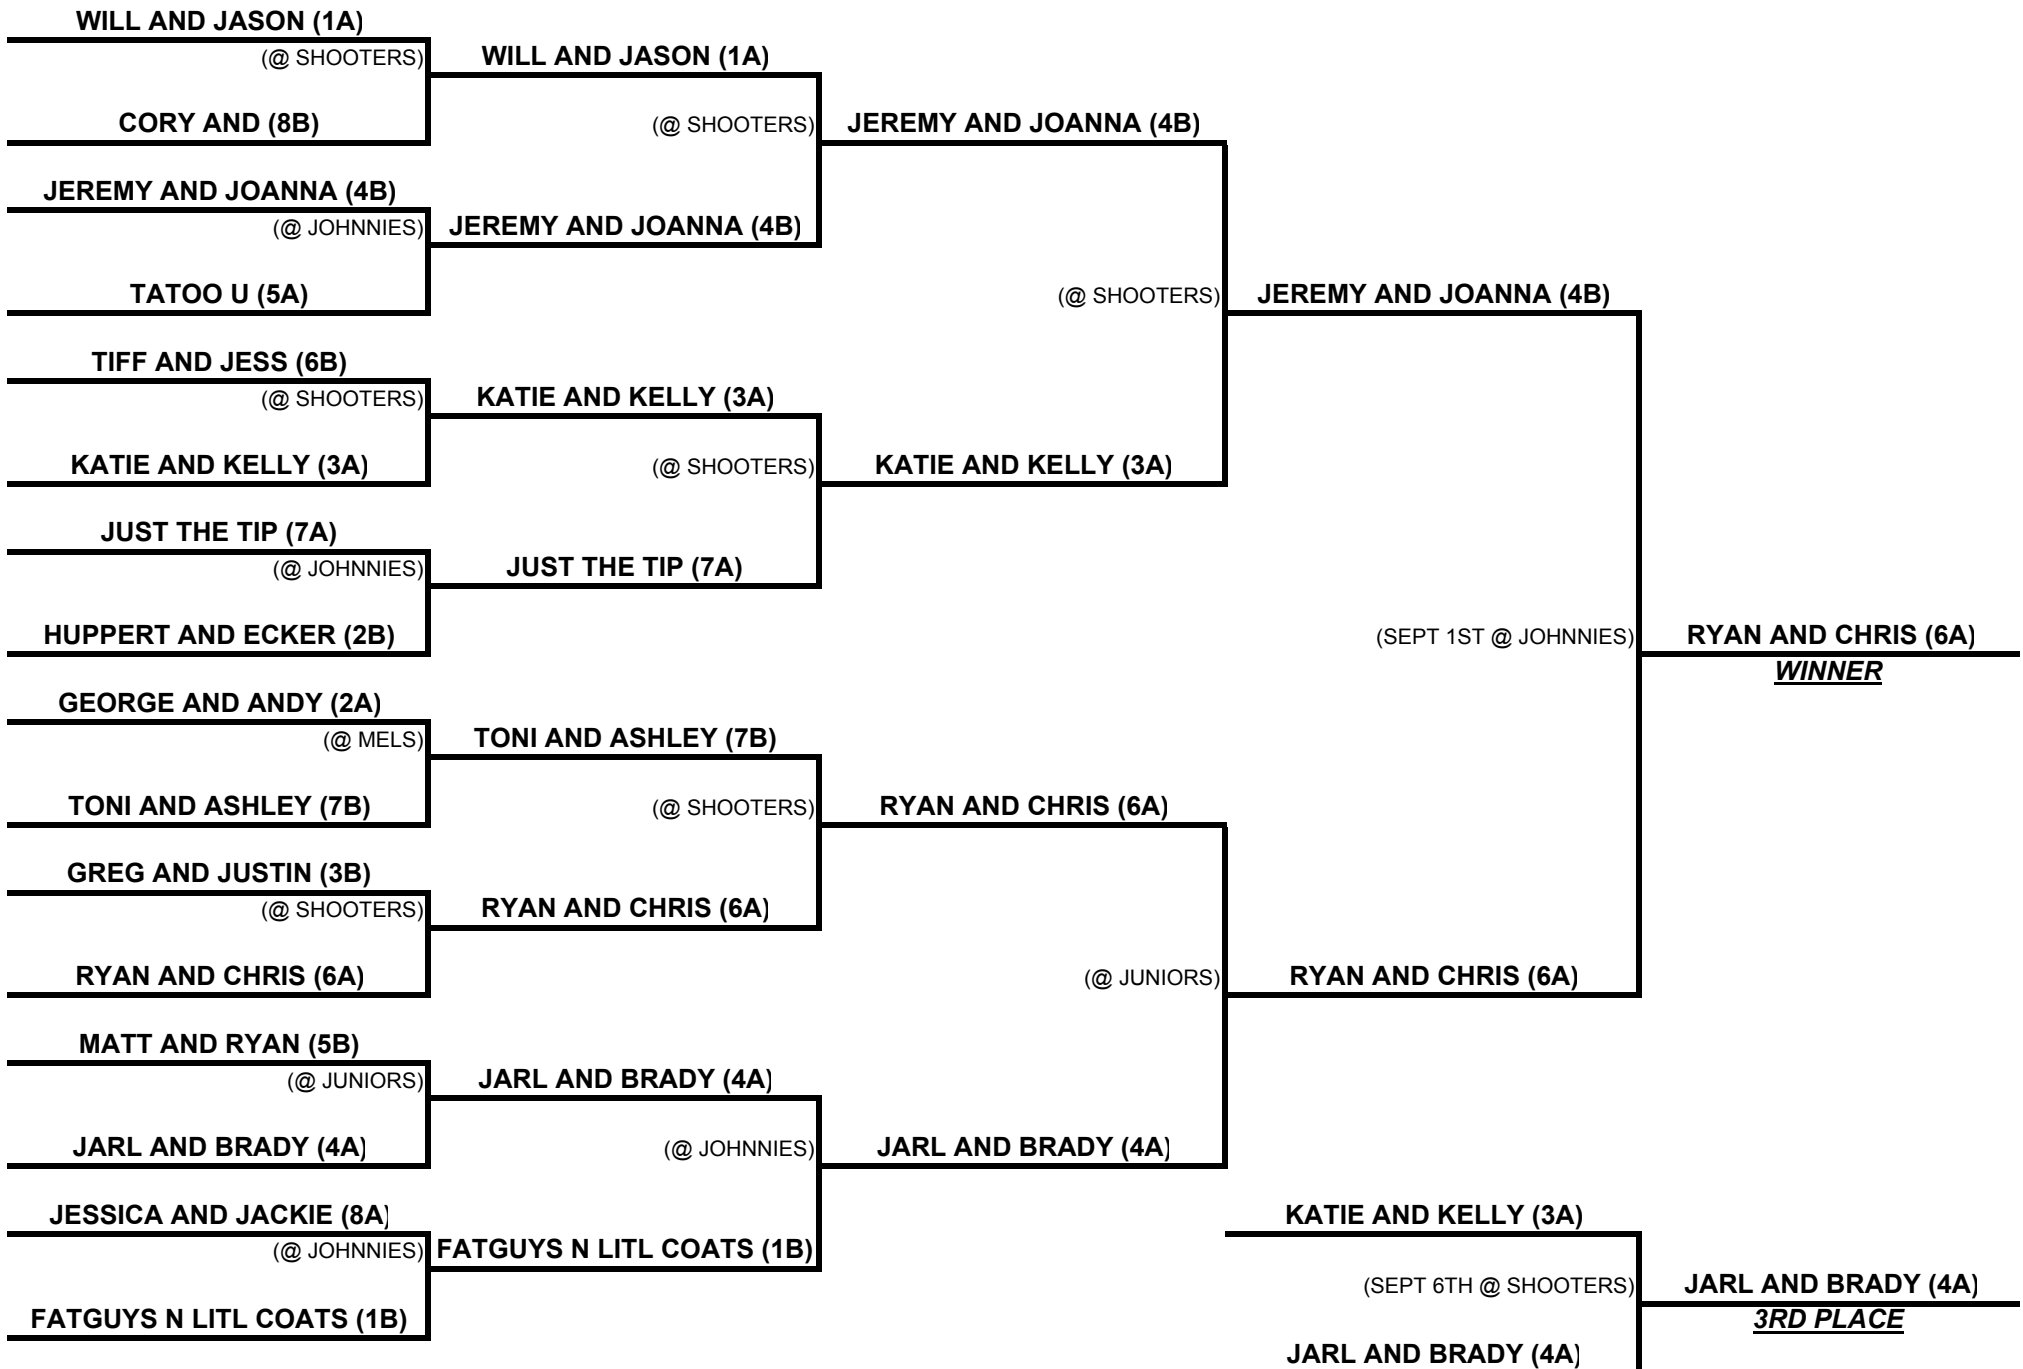 WILL AND JASON (1A)
(@ SHOOTERS)
WILL AND JASON (1A)
CORY AND (8B)
(@ SHOOTERS)
JEREMY AND JOANNA (4B)
JEREMY AND JOANNA (4B)
(@ JOHNNIES)
JEREMY AND JOANNA (4B)
TATOO U (5A)
(@ SHOOTERS)
JEREMY AND JOANNA (4B)
TIFF AND JESS (6B)
(@ SHOOTERS)
KATIE AND KELLY (3A)
KATIE AND KELLY (3A)
(@ SHOOTERS)
KATIE AND KELLY (3A)
JUST THE TIP (7A)
(@ JOHNNIES)
JUST THE TIP (7A)
HUPPERT AND ECKER (2B)
(SEPT 1ST @ JOHNNIES)
RYAN AND CHRIS (6A)
WINNER
GEORGE AND ANDY (2A)
(@ MELS)
TONI AND ASHLEY (7B)
TONI AND ASHLEY (7B)
(@ SHOOTERS)
RYAN AND CHRIS (6A)
GREG AND JUSTIN (3B)
(@ SHOOTERS)
RYAN AND CHRIS (6A)
RYAN AND CHRIS (6A)
(@ JUNIORS)
RYAN AND CHRIS (6A)
MATT AND RYAN (5B)
(@ JUNIORS)
JARL AND BRADY (4A)
JARL AND BRADY (4A)
(@ JOHNNIES)
JARL AND BRADY (4A)
JESSICA AND JACKIE (8A)
KATIE AND KELLY (3A)
(@ JOHNNIES)
FATGUYS N LITL COATS (1B)
(SEPT 6TH @ SHOOTERS)
JARL AND BRADY (4A)
FATGUYS N LITL COATS (1B)
3RD PLACE
JARL AND BRADY (4A)